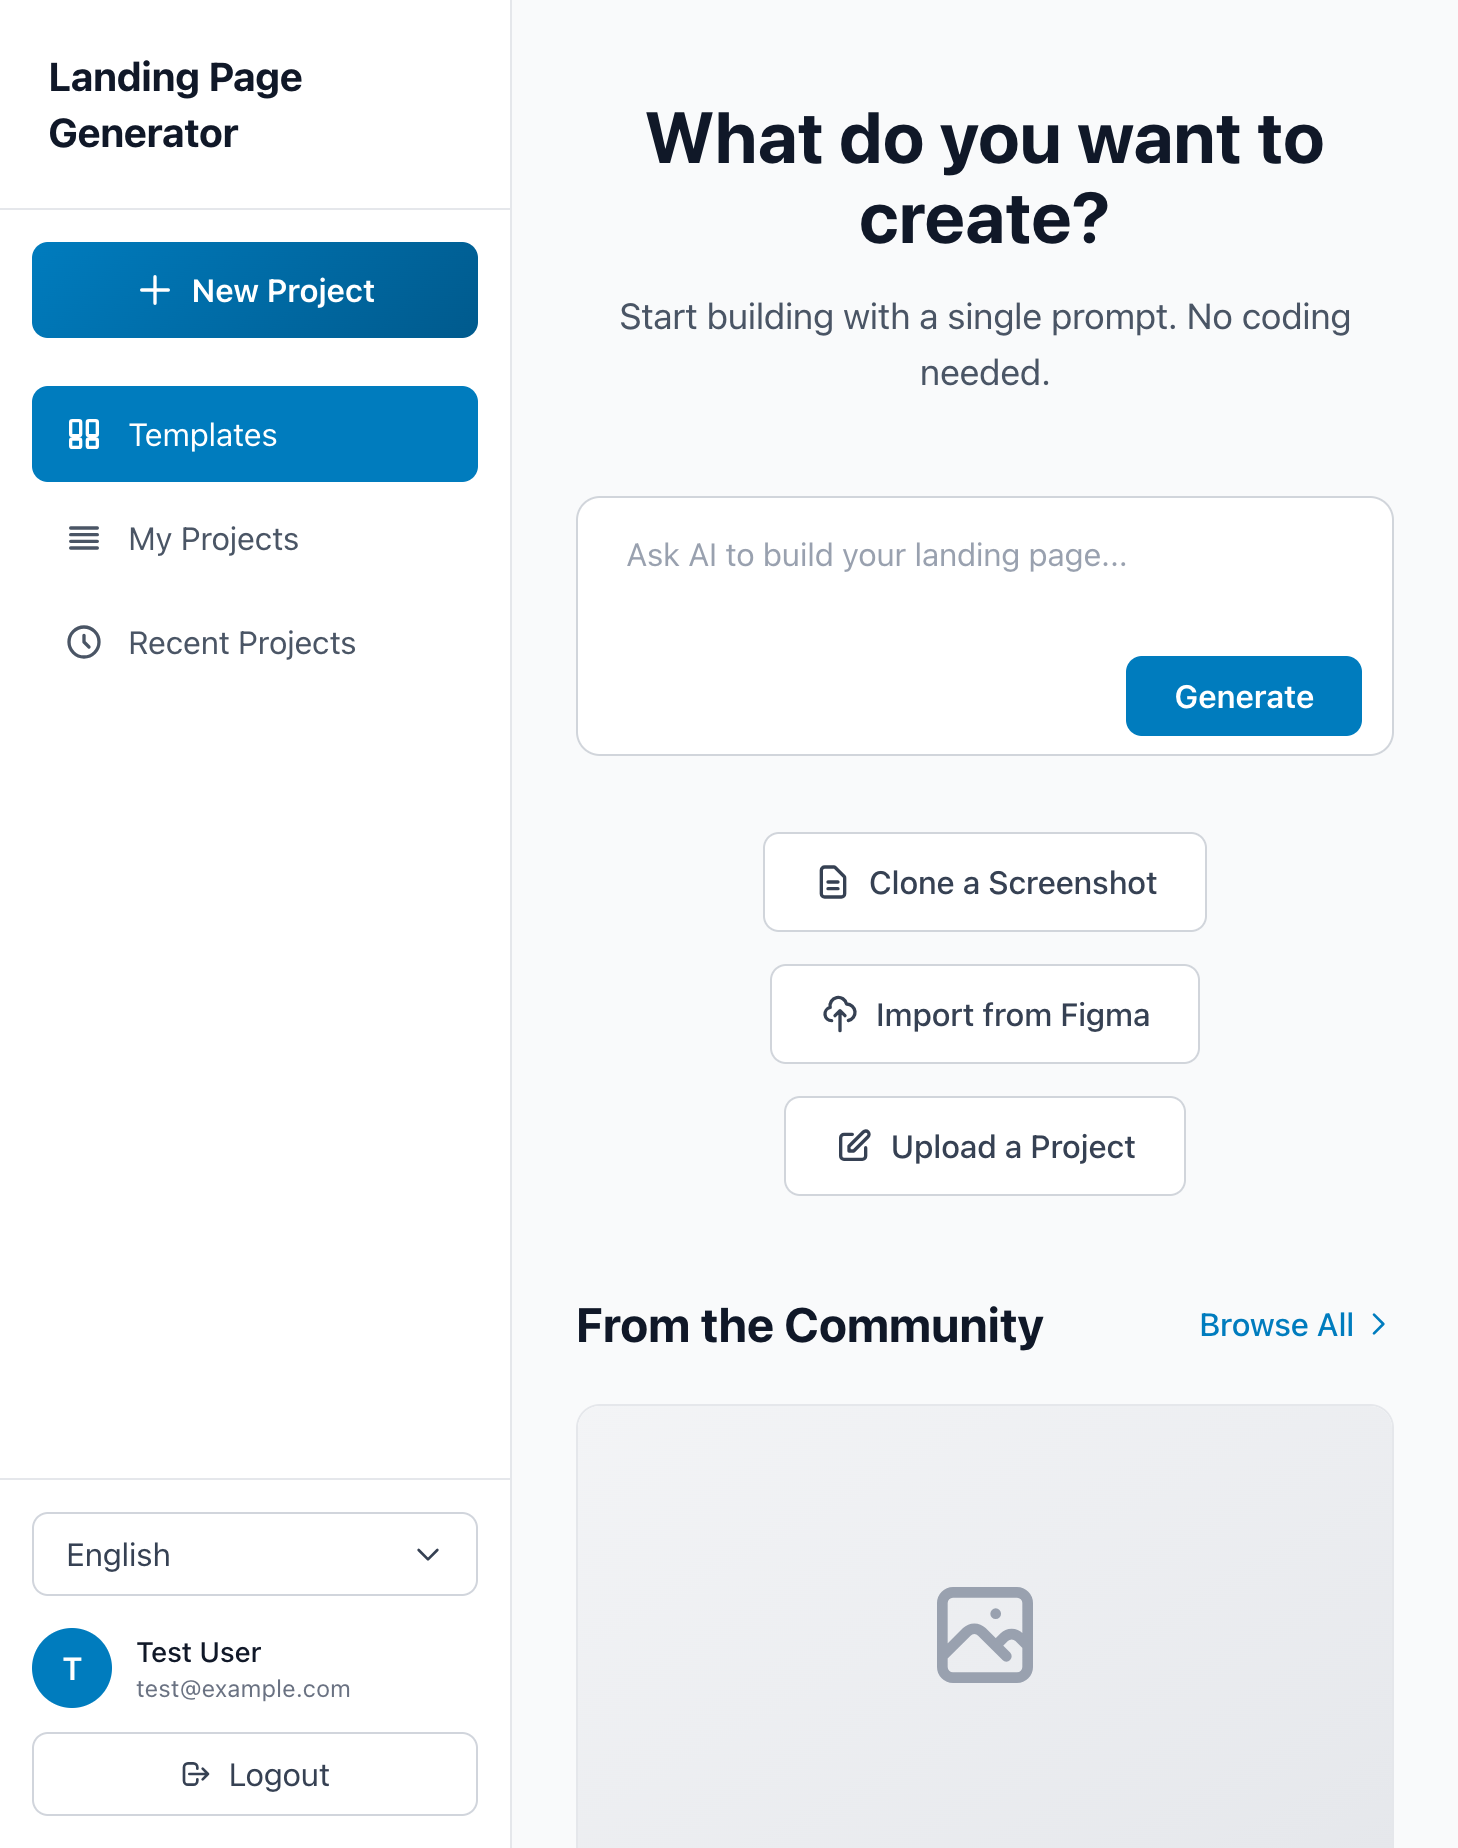 Landing Page
Generator
New Project
Templates
My Projects
Recent Projects
English
T
Test User
test@example.com
Logout
What do you want to
create?
Start building with a single prompt. No coding
needed.
Ask AI to build your landing page...
Generate
Clone a Screenshot
Import from Figma
Upload a Project
From the Community
Browse All